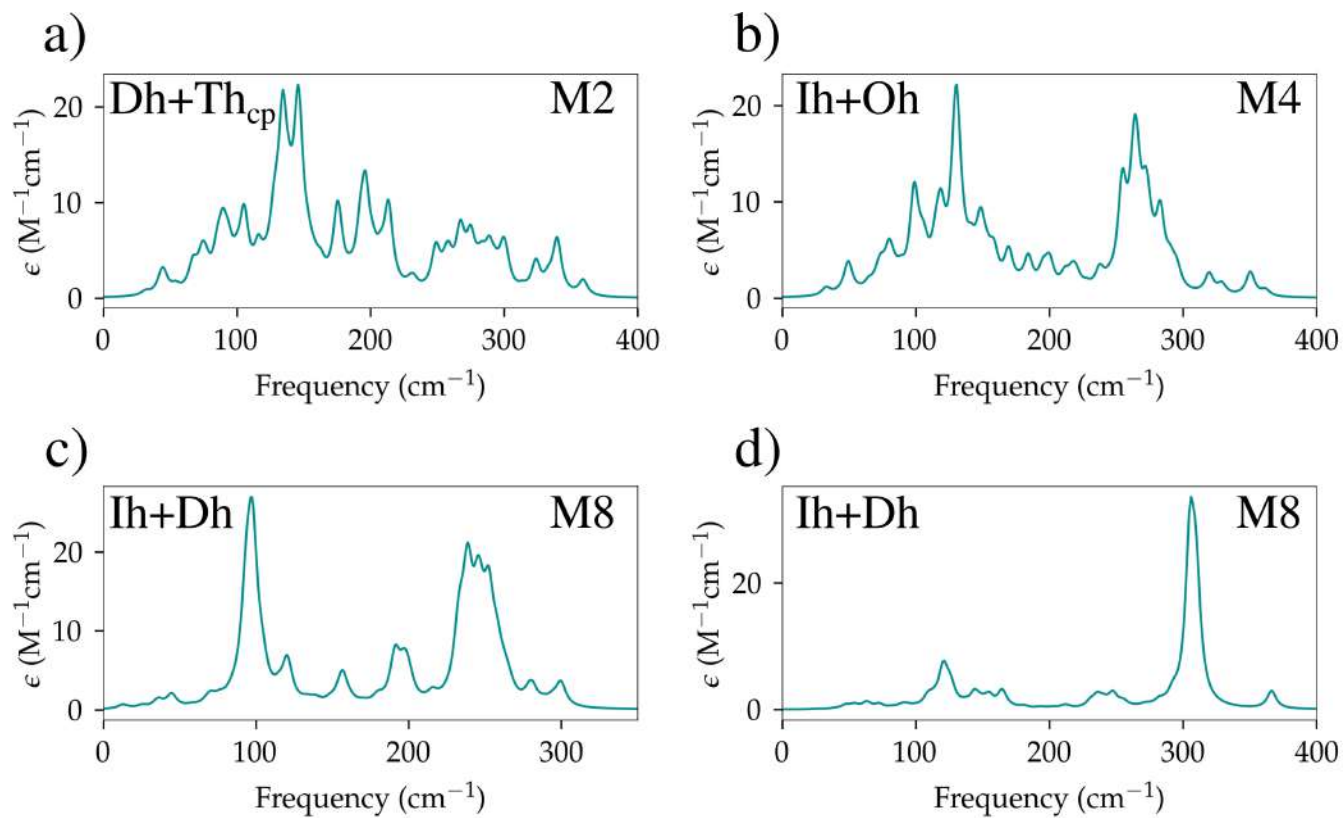 a)
b)
Dh+Th_cp M2
Ih+Oh M4
ϵ (M⁻¹cm⁻¹)
20
10
0
0 100 200 300 400
Frequency (cm⁻¹)
ϵ (M⁻¹cm⁻¹)
20
10
0
0 100 200 300 400
Frequency (cm⁻¹)
c)
d)
Ih+Dh M8
Ih+Dh M8
ϵ (M⁻¹cm⁻¹)
20
10
0
0 100 200 300
Frequency (cm⁻¹)
ϵ (M⁻¹cm⁻¹)
20
0
0 100 200 300 400
Frequency (cm⁻¹)